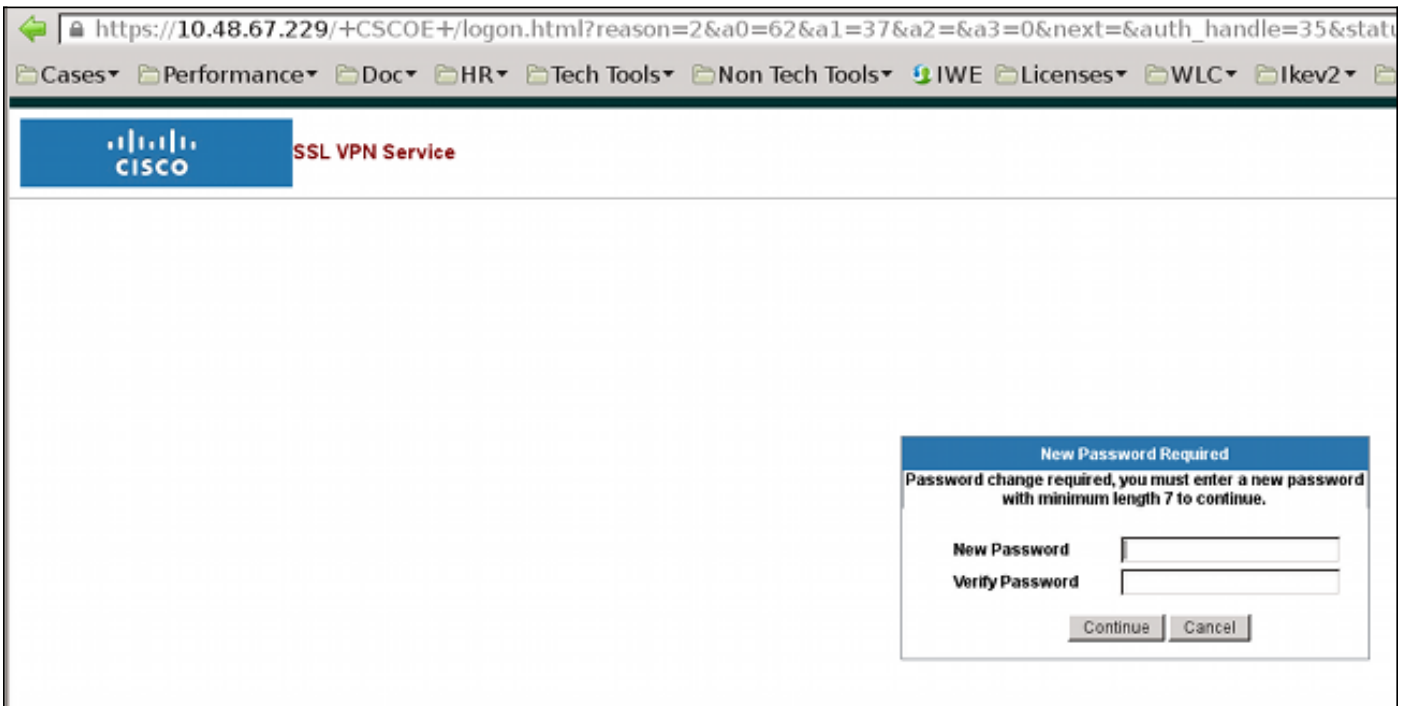 https://10.48.67.229/+CSCOE+/logon.html?reason=2&a0=62&a1=37&a2=&a3=0&next=&auth_handle=35&statu
Cases Performance Doc HR Tech Tools Non Tech Tools IWE Licenses WLC Ikev2
CISCO
SSL VPN Service
New Password Required
Password change required, you must enter a new password
with minimum length 7 to continue.
New Password
Verify Password
Continue Cancel